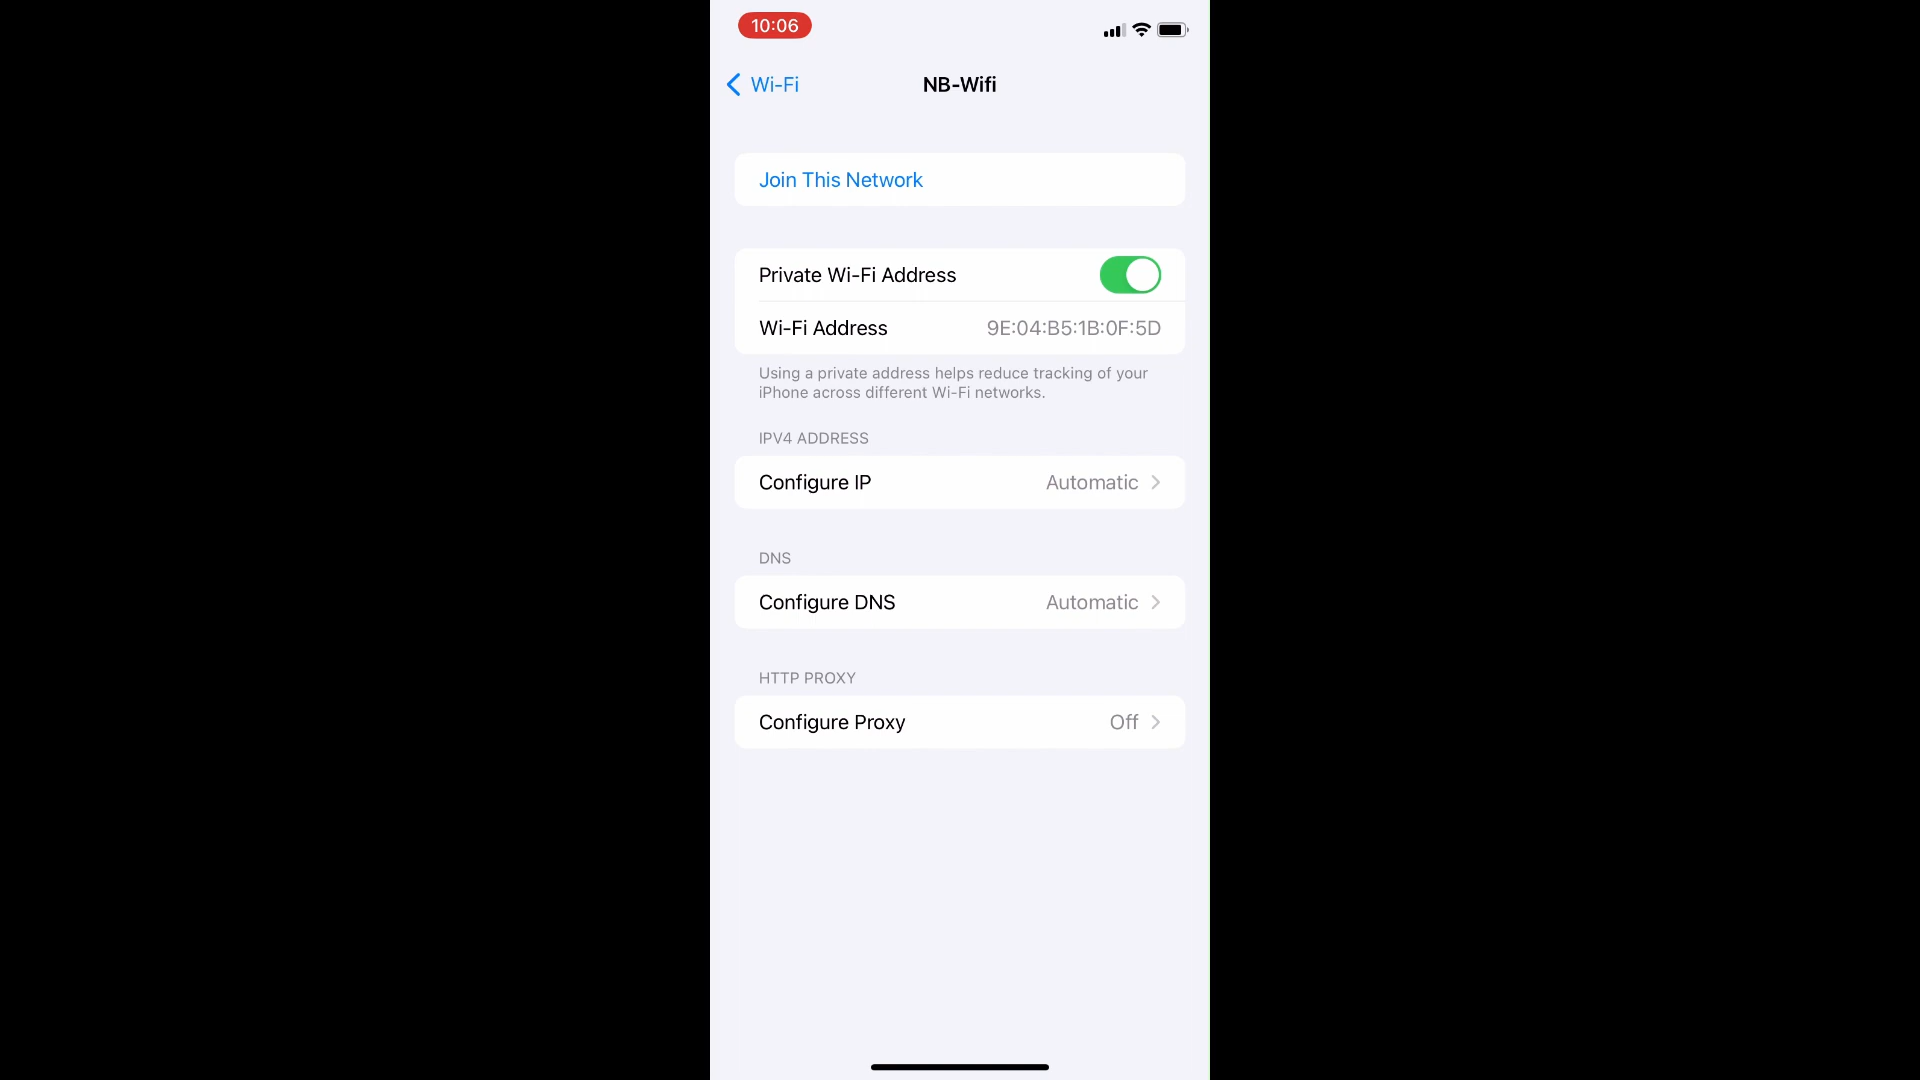 10:06
Wi-Fi
NB-Wifi
Join This Network
Private Wi-Fi Address
Wi-Fi Address 9E:04:B5:1B:0F:5D
Using a private address helps reduce tracking of your
iPhone across different Wi-Fi networks.
IPV4 ADDRESS
Configure IP Automatic
DNS
Configure DNS Automatic
HTTP PROXY
Configure Proxy Off